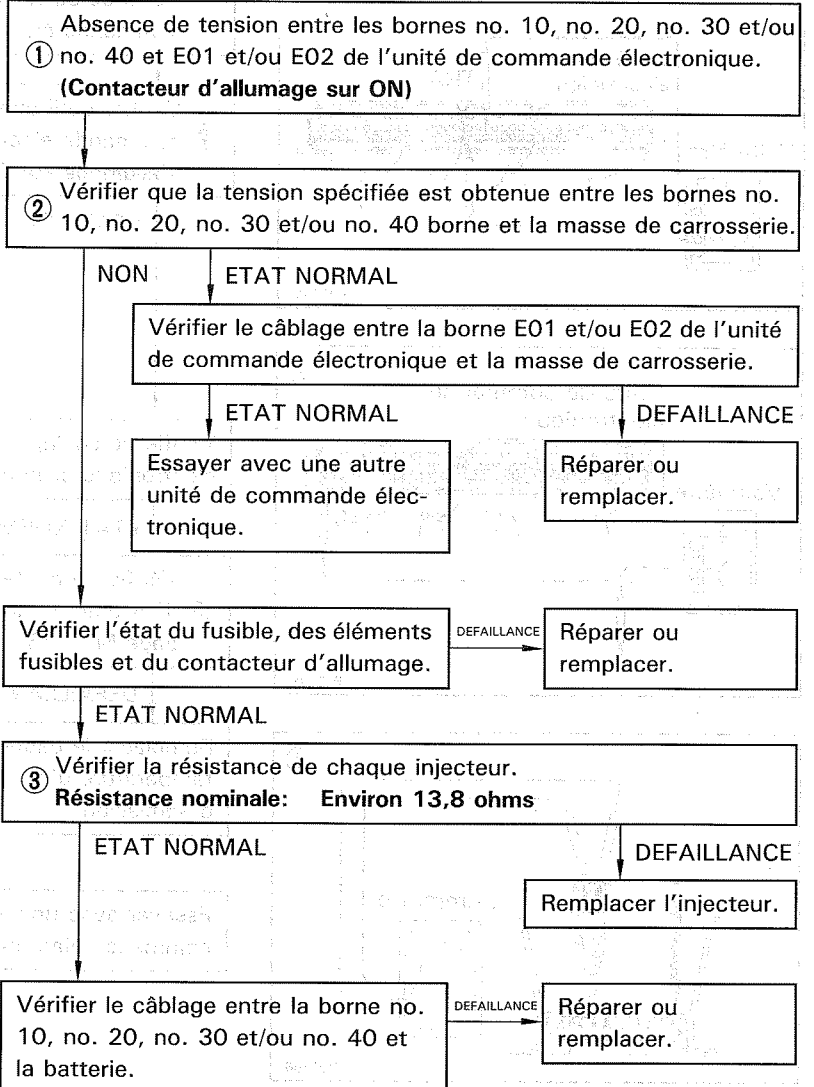 Absence de tension entre les bornes no. 10, no. 20, no. 30 et/ou
① no. 40 et E01 et/ou E02 de l'unité de commande électronique.
(Contacteur d'allumage sur ON)
② Vérifier que la tension spécifiée est obtenue entre les bornes no.
10, no. 20, no. 30 et/ou no. 40 borne et la masse de carrosserie.
NON
ETAT NORMAL
Vérifier le câblage entre la borne E01 et/ou E02 de l'unité
de commande électronique et la masse de carrosserie.
ETAT NORMAL
DEFAILLANCE
Essayer avec une autre
unité de commande élec-
tronique.
Réparer ou
remplacer.
Vérifier l'état du fusible, des éléments
fusibles et du contacteur d'allumage.
DEFAILLANCE
Réparer ou
remplacer.
ETAT NORMAL
③ Vérifier la résistance de chaque injecteur.
Résistance nominale: Environ 13,8 ohms
ETAT NORMAL
DEFAILLANCE
Remplacer l'injecteur.
Vérifier le câblage entre la borne no.
10, no. 20, no. 30 et/ou no. 40 et
la batterie.
DEFAILLANCE
Réparer ou
remplacer.